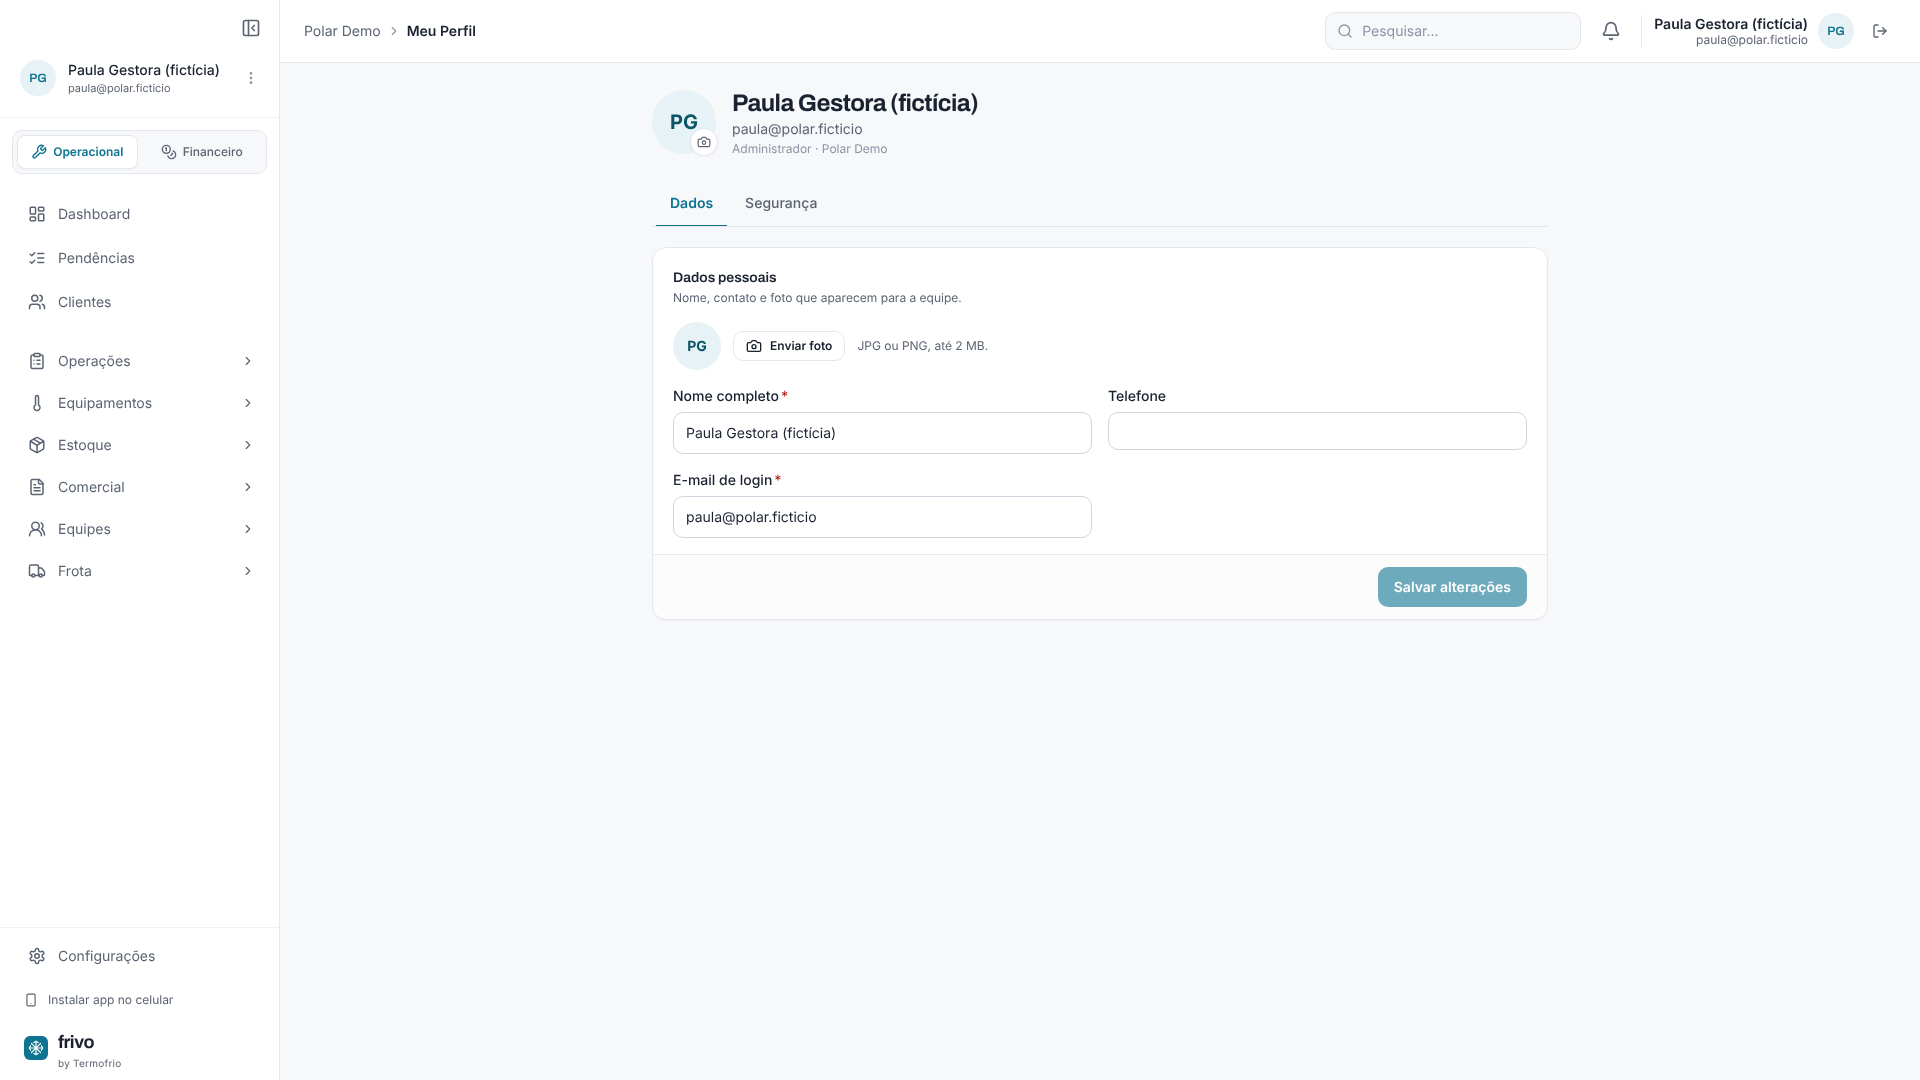 Polar Demo
Meu Perfil
Pesquisar...
Paula Gestora (fictícia)
paula@polar.ficticio
PG
PG
Paula Gestora (fictícia)
paula@polar.ficticio
Operacional
Financeiro
Dashboard
Pendências
Clientes
Operações
Equipamentos
Estoque
Comercial
Equipes
Frota
Configurações
Instalar app no celular
frivo
by Termofrio
PG
Paula Gestora (fictícia)
paula@polar.ficticio
Administrador · Polar Demo
Dados
Segurança
Dados pessoais
Nome, contato e foto que aparecem para a equipe.
PG
Enviar foto
JPG ou PNG, até 2 MB.
Nome completo*
Paula Gestora (fictícia)
Telefone
E-mail de login*
paula@polar.ficticio
Salvar alterações